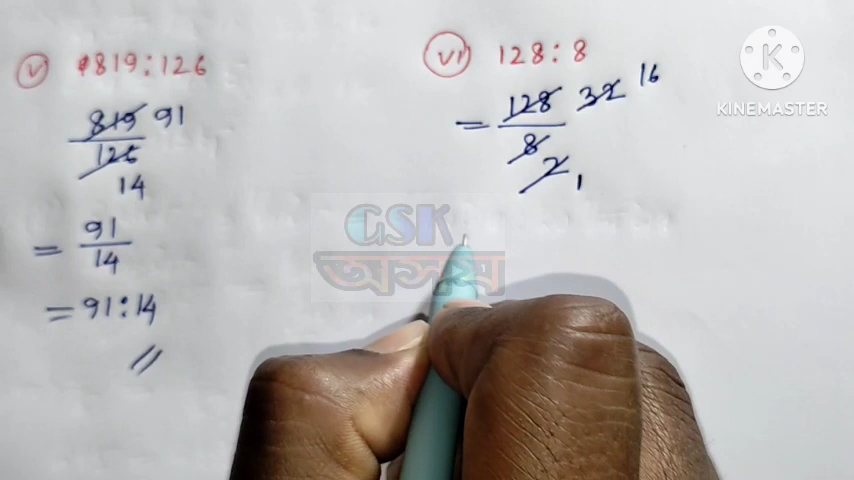 (v) 819:126
819 91
126
14
= 91
14
= 91:14
//
(vi) 128:8
= 128 32 16
8
2 1
KINEMASTER
GSK
অসম